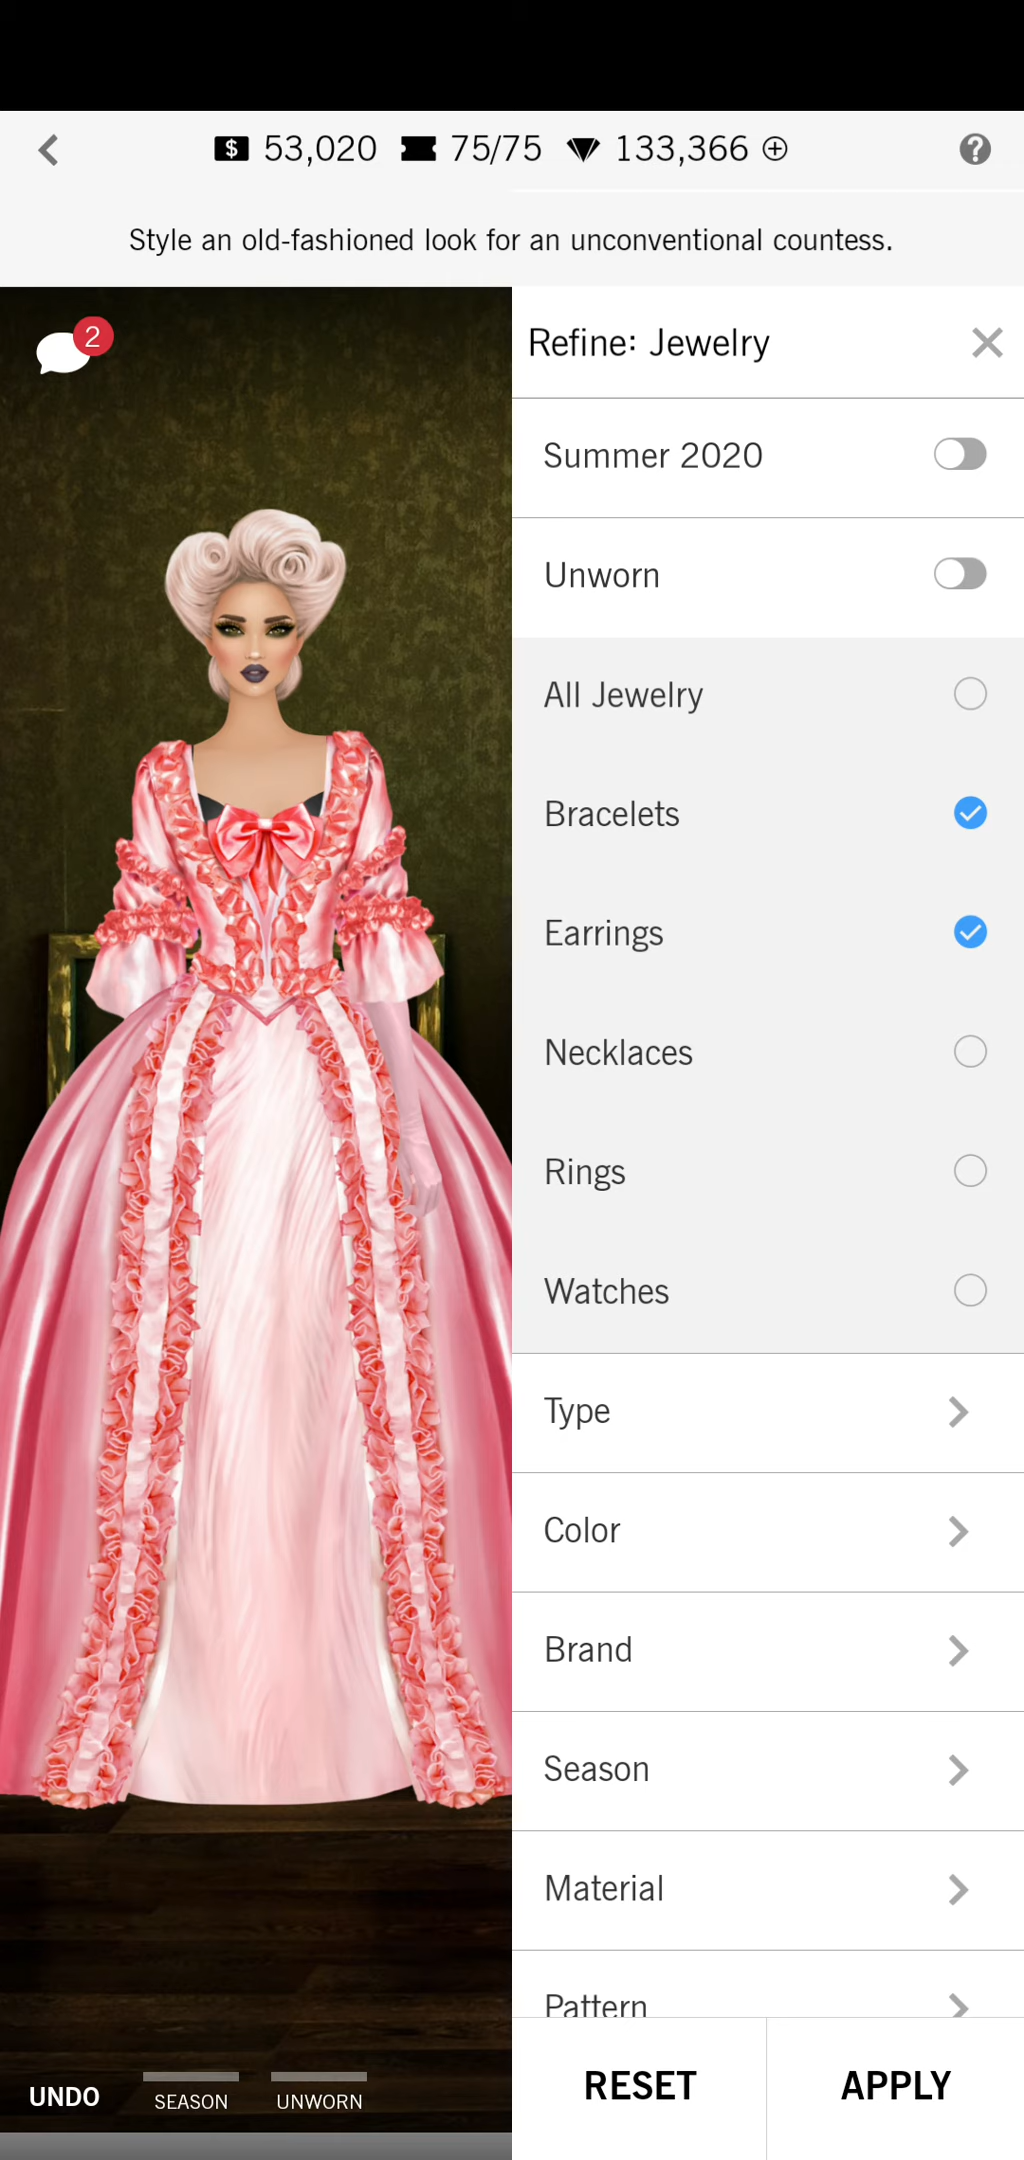 $ 53,020 75/75 133,366
?
Style an old-fashioned look for an unconventional countess.
2
Refine: Jewelry
Summer 2020
Unworn
All Jewelry
Bracelets
Earrings
Necklaces
Rings
Watches
Type
Color
Brand
Season
Material
Pattern
UNDO
SEASON
UNWORN
RESET
APPLY